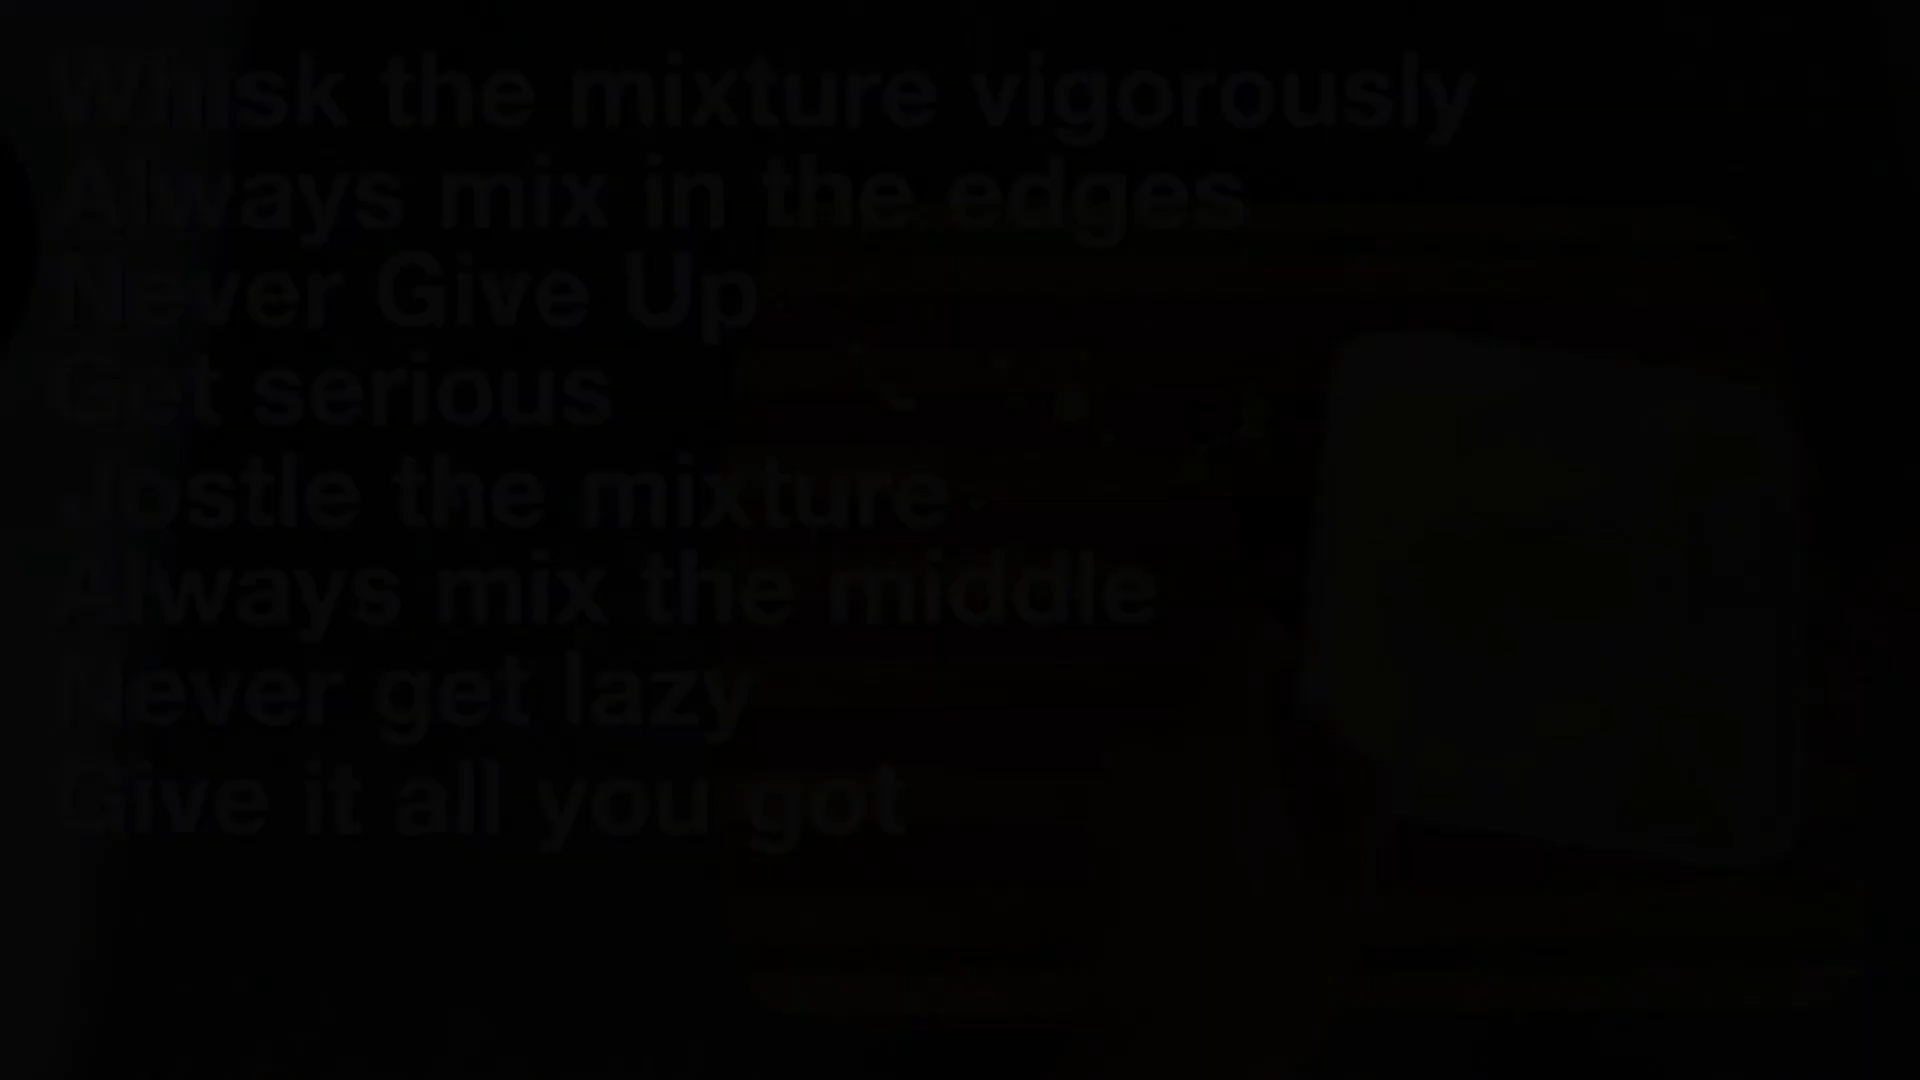 Whisk the mixture vigorously
Always mix in the edges
Never Give Up
Get serious
Jostle the mixture
Always mix the middle
Never get lazy
Give it all you got